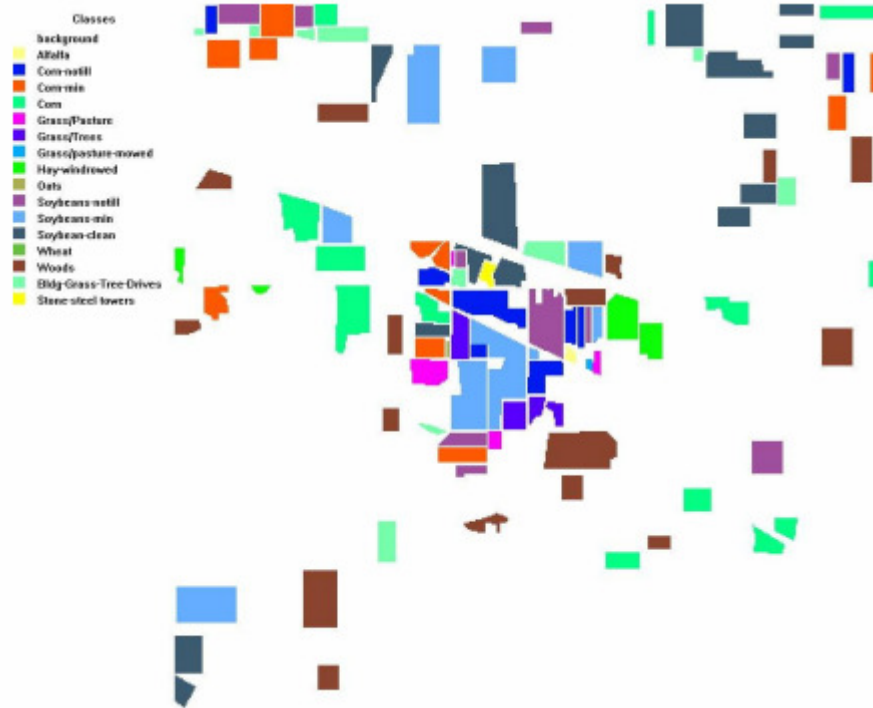 Classes
background
Alfalfa
Corn-notill
Corn-min
Corn
Grass/Pasture
Grass/Trees
Grass/pasture-mowed
Hay-windrowed
Oats
Soybeans-notill
Soybeans-min
Soybean-clean
Wheat
Woods
Bldg-Grass-Tree-Drives
Stone-steel towers